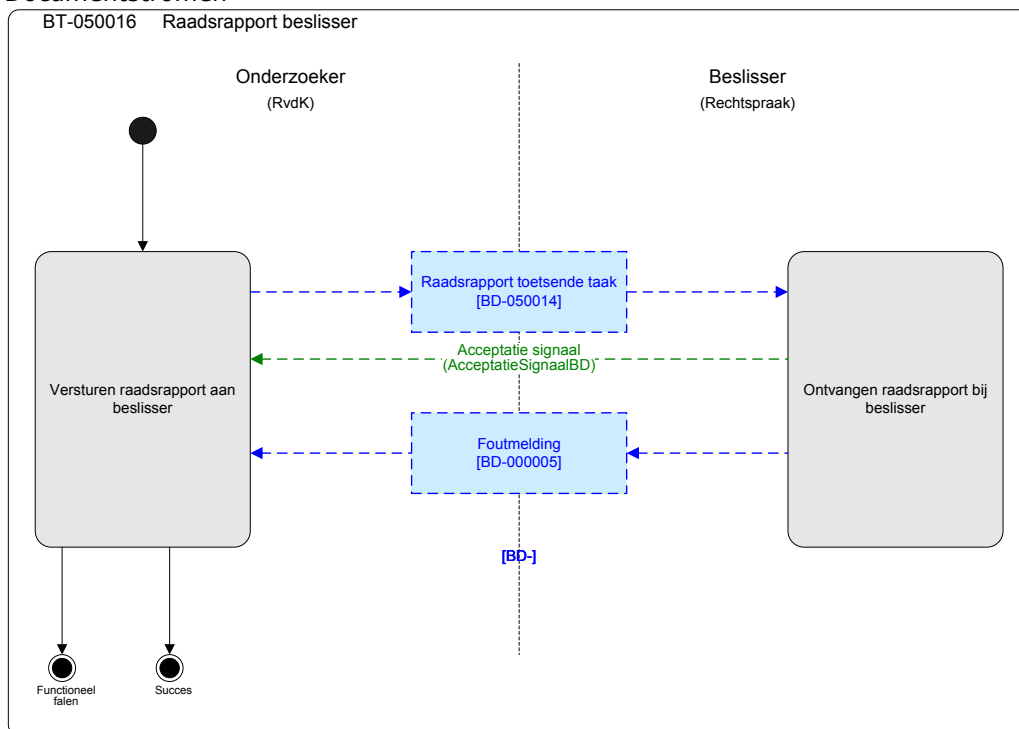 Documentstromen
BT-050016 Raadsrapport beslisser
Onderzoeker
(RvdK)
Beslisser
(Rechtspraak)
Raadsrapport toetsende taak
[BD-050014]
Acceptatie signaal
(AcceptatieSignaalBD)
Versturen raadsrapport aan
beslisser
Ontvangen raadsrapport bij
beslisser
Foutmelding
[BD-000005]
[BD-]
Functioneel
falen
Succes